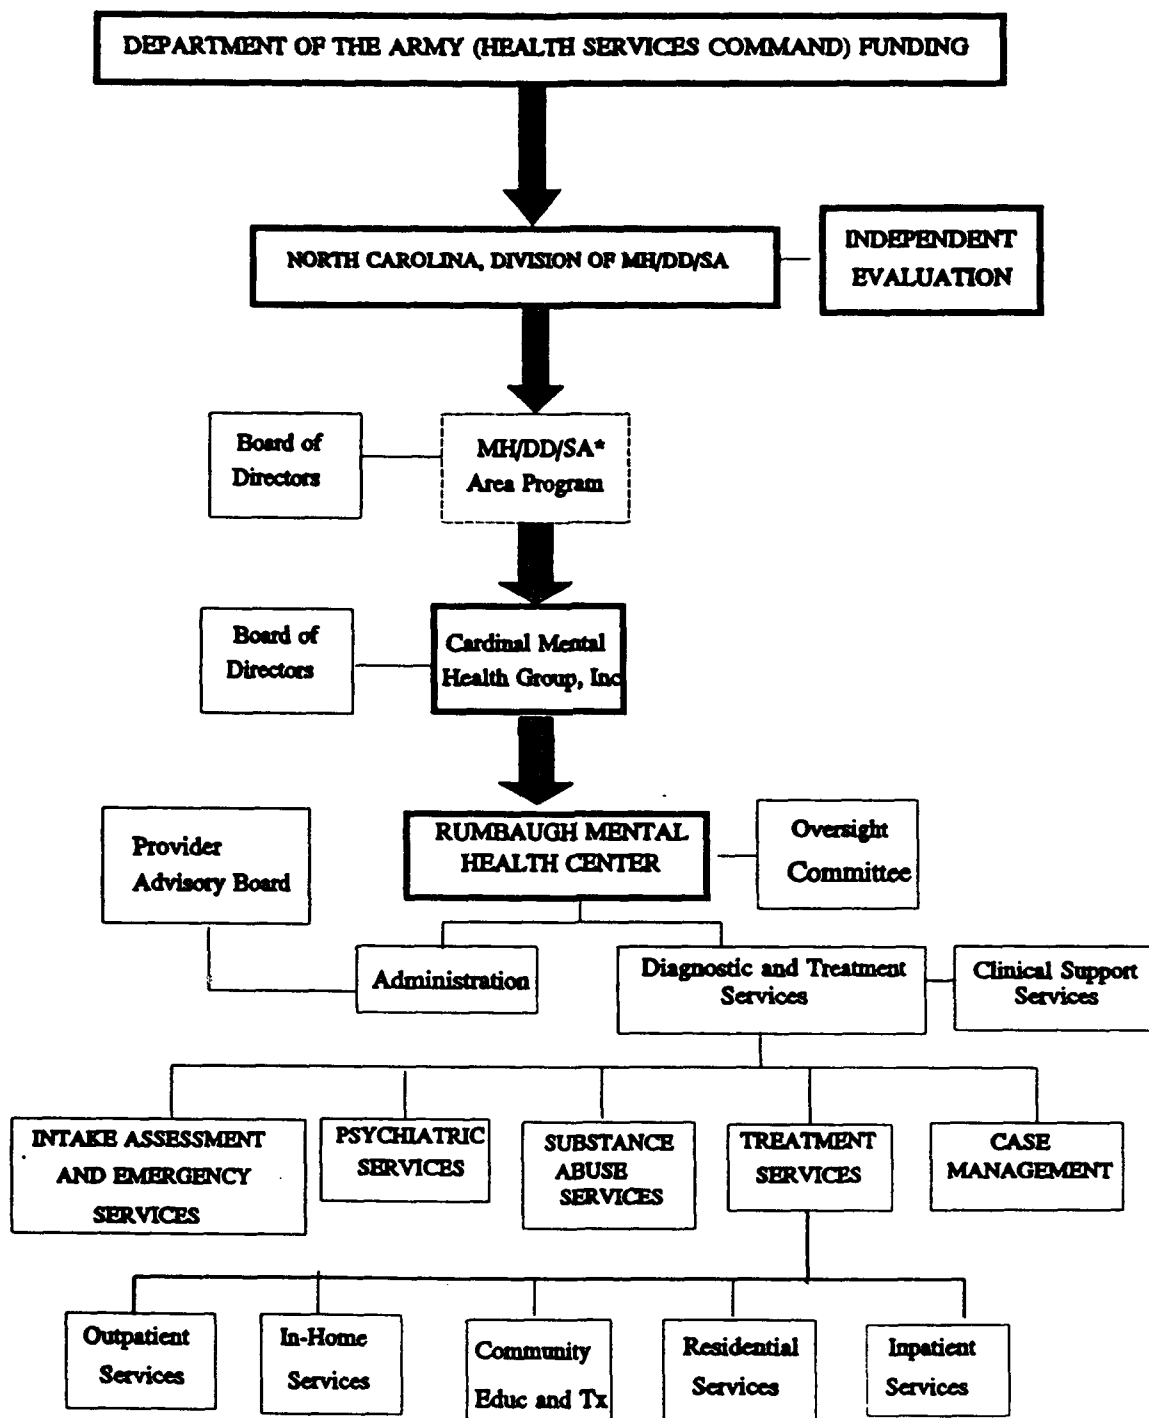 DEPARTMENT OF THE ARMY (HEALTH SERVICES COMMAND) FUNDING
NORTH CAROLINA, DIVISION OF MH/DD/SA
INDEPENDENT
EVALUATION
Board of
Directors
MH/DD/SA*
Area Program
Board of
Directors
Cardinal Mental
Health Group, Inc
Provider
Advisory Board
RUMBAUGH MENTAL
HEALTH CENTER
Oversight
Committee
Administration
Diagnostic and Treatment
Services
Clinical Support
Services
INTAKE ASSESSMENT
AND EMERGENCY
SERVICES
PSYCHIATRIC
SERVICES
SUBSTANCE
ABUSE
SERVICES
TREATMENT
SERVICES
CASE
MANAGEMENT
Outpatient
Services
In-Home
Services
Community
Educ and Tx
Residential
Services
Inpatient
Services